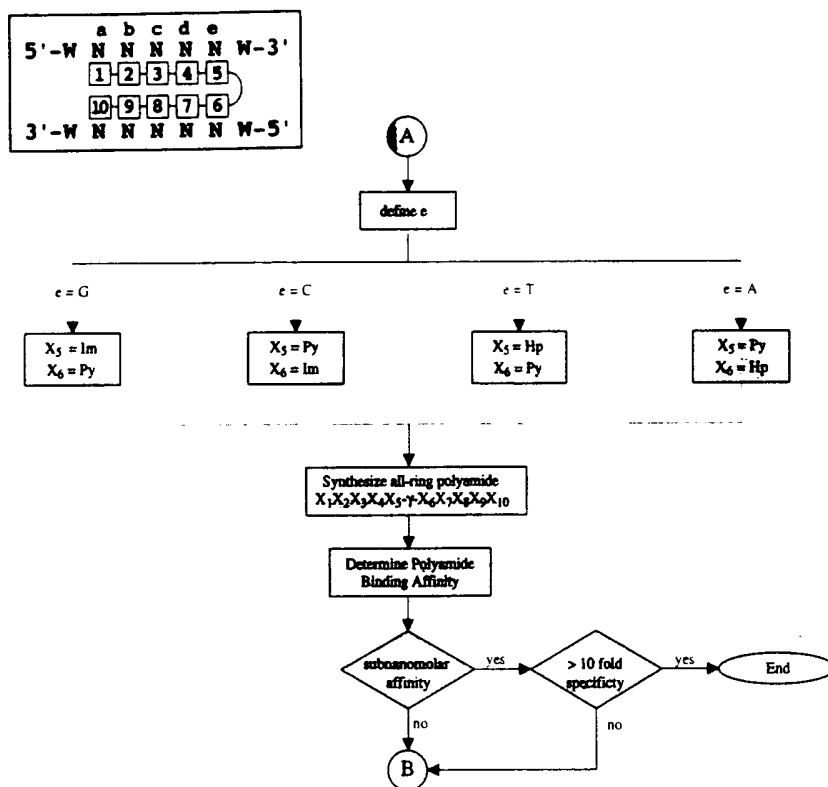 a b c d e
5'-W N N N N N W-3'
1 2 3 4 5
10 9 8 7 6
3'-W N N N N N W-5'
A
define e
e = G
e = C
e = T
e = A
X5 = Im
X6 = Py
X5 = Py
X6 = Im
X5 = Hp
X6 = Py
X5 = Py
X6 = Hp
Synthesize all-ring polyamide
X1X2X3X4X5-γ-X6X7X8X9X10
Determine Polyamide
Binding Affinity
subnanomolar
affinity
yes
> 10 fold
specificty
yes
End
no
no
B